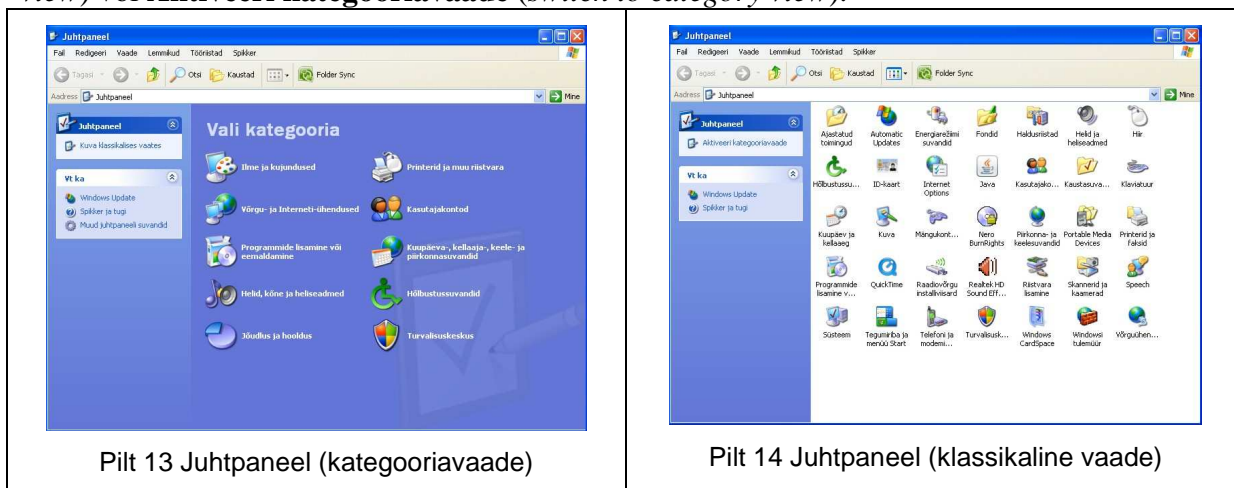 view) või Aktiveeri kategooriavaade (switch to category view).
Juhtpaneel
Fail Redigeeri Vaade Lemmikud Tööriistad Spikker
Tagasi Otsi Kaustad Folder Sync
Aadress Juhtpaneel Mine
Juhtpaneel
Kuva klassikalises vaates
Vt ka
Windows Update
Spikker ja tugi
Muud juhtpaneeli suvandid
Vali kategooria
Ilme ja kujundused
Printerid ja muu riistvara
Võrgu- ja Interneti-ühendused
Kasutajakontod
Programmide lisamine või
eemaldamine
Kuupäeva-, kellaaja-, keele- ja
piirkonnasuvandid
Helid, kõne ja heliseadmed
Hõlbustussuvandid
Jõudlus ja hooldus
Turvalisuskeskus
Pilt 13 Juhtpaneel (kategooriavaade)
Juhtpaneel
Fail Redigeeri Vaade Lemmikud Tööriistad Spikker
Tagasi Otsi Kaustad Folder Sync
Aadress Juhtpaneel Mine
Juhtpaneel
Aktiveeri kategooriavaade
Vt ka
Windows Update
Spikker ja tugi
Ajastatud
toimingud
Automatic
Updates
Energiarežiimi
suvandid
Fondid
Haldusriistad
Helid ja
heliseadmed
Hiir
Hõlbustussu...
ID-kaart
Internet
Options
Java
Kasutajako...
Kaustasuva...
Klaviatuur
Kuupäev ja
kellaaeg
Kuva
Mängukont...
Nero
BurnRights
Piirkonna- ja
keelesuvandid
Portable Media
Devices
Printerid ja
faksid
Programmide
lisamine v...
QuickTime
Raadiovõrgu
installiviisard
Realtek HD
Sound Eff...
Riistvara
lisamine
Skannerid ja
kaamerad
Speech
Süsteem
Tegumiriba ja
menüü Start
Telefoni ja
modemi...
Turvalisusk...
Windows
CardSpace
Windowsi
tulemüür
Võrguühen...
Pilt 14 Juhtpaneel (klassikaline vaade)